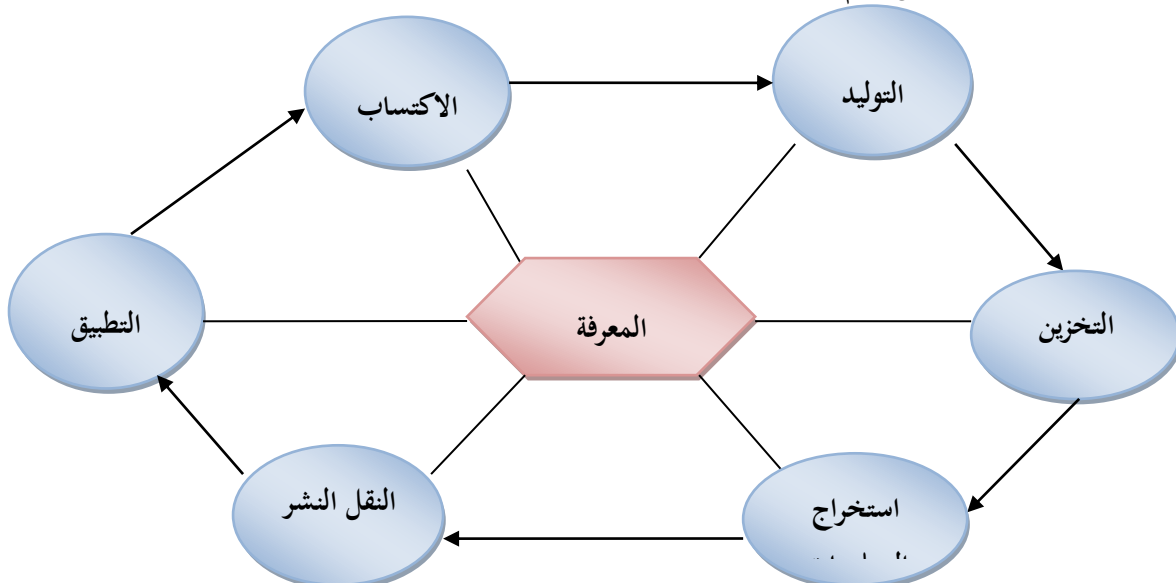 التوليد
الاكتساب
التخزين
المعرفة
التطبيق
استخراج
النقل النشر